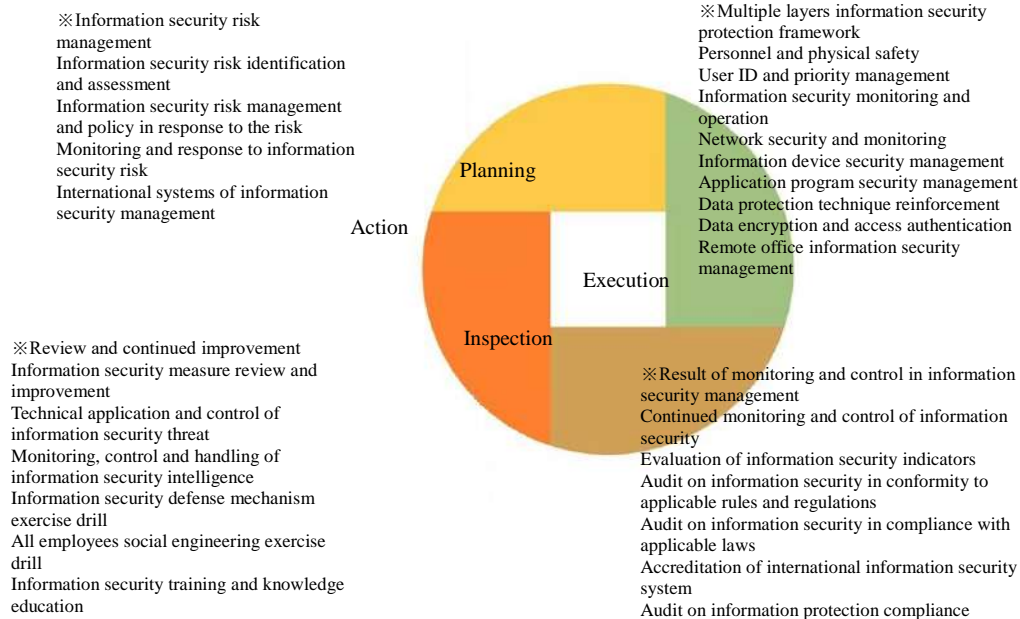 ※Information security risk
management
Information security risk identification
and assessment
Information security risk management
and policy in response to the risk
Monitoring and response to information
security risk
International systems of information
security management
※Multiple layers information security
protection framework
Personnel and physical safety
User ID and priority management
Information security monitoring and
operation
Network security and monitoring
Information device security management
Application program security management
Data protection technique reinforcement
Data encryption and access authentication
Remote office information security
management
Planning
Action
Execution
Inspection
※Review and continued improvement
Information security measure review and
improvement
Technical application and control of
information security threat
Monitoring, control and handling of
information security intelligence
Information security defense mechanism
exercise drill
All employees social engineering exercise
drill
Information security training and knowledge
education
※Result of monitoring and control in information
security management
Continued monitoring and control of information
security
Evaluation of information security indicators
Audit on information security in conformity to
applicable rules and regulations
Audit on information security in compliance with
applicable laws
Accreditation of international information security
system
Audit on information protection compliance